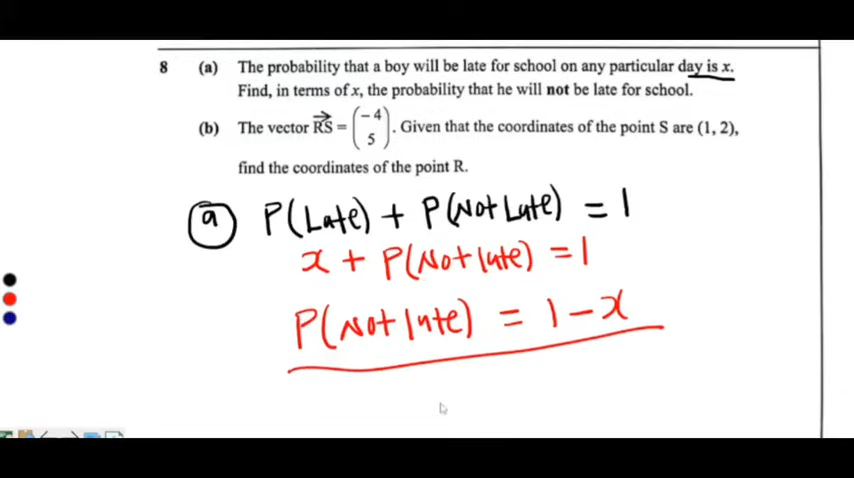 8 (a) The probability that a boy will be late for school on any particular day is x.
Find, in terms of x, the probability that he will not be late for school.
(b) The vector RS⃗ = (−4 5). Given that the coordinates of the point S are (1, 2),
find the coordinates of the point R.
(a) P(Late) + P(Not Late) = 1
x + P(Not late) = 1
P(Not late) = 1 − x